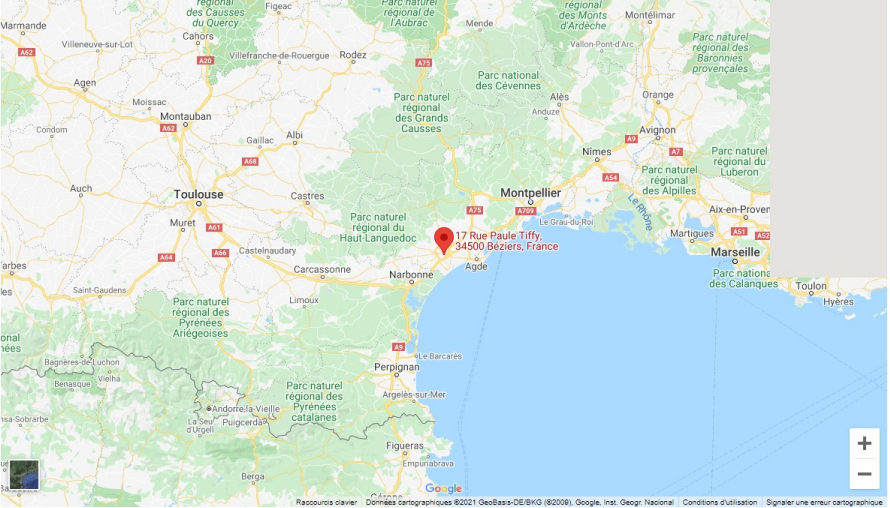 régional
des Causses
du Quercy
Figeac
Parc naturel
régional de
l'Aubrac
Mende
régional
des Monts
d'Ardèche
Montélimar
Marmande
Villeneuve-sur-Lot
Cahors
A62
A20
Villefranche-de-Rouergue
Rodez
A75
Vallon-Pont-d'Arc
Parc naturel
régional des
Baronnies
provençales
Agen
Parc national
des Cévennes
Moissac
Montauban
Parc naturel
régional
des Grands
Causses
Alès
Anduze
Orange
Condom
A62
Gaillac
Albi
A9
Avignon
A68
Nîmes
A7
Parc naturel
régional du
Luberon
Auch
Toulouse
Castres
Montpellier
A54
Parc naturel
régional
des Alpilles
Muret
A61
Parc naturel
régional du
Haut-Languedoc
A75
A709
Le Grau-du-Roi
Le Rhône
Aix-en-Proven
17 Rue Paule Tiffy,
34500 Béziers, France
Martigues
A51
A52
A64
A66
Castelnaudary
Carcassonne
Narbonne
Agde
Marseille
arbes
Parc nationa
des Calanques
Saint-Gaudens
Limoux
Toulon
Hyères
Parc naturel
régional des
Pyrénées
Ariégeoises
onal
nées
A9
Le Barcarès
Bagnères-de-Luchon
Perpignan
Benasque
Vielha
Parc naturel
régional des
Pyrénées
catalanes
Argelès-sur-Mer
Andorre-la-Vieille
nsa-Sobrarbe
La Seu
d'Urgell
Puigcerda
Figueras
Empuriabrava
Berga
Google
Gérone
Raccourcis clavier Données cartographiques ©2021 GeoBasis-DE/BKG (©2009), Google, Inst. Geogr. Nacional Conditions d'utilisation Signaler une erreur cartographique